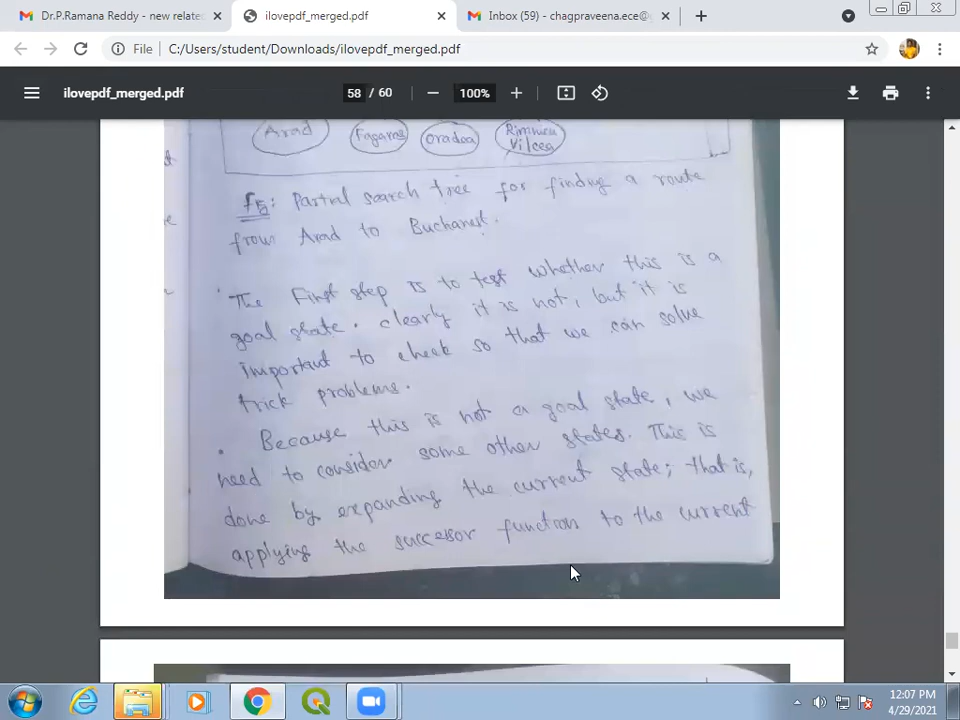 Dr.P.Ramana Reddy - new relate
ilovepdf_merged.pdf
Inbox (59) - chagpraveena.ece@
File
C:/Users/student/Downloads/ilovepdf_merged.pdf
ilovepdf_merged.pdf
58 / 60
100%
Arad
Fagaras
Oradea
Rimnicu
Vilcea
Partial search tree for finding a route
from Arad to Bucharest.
The First step is to test whether this is a
goal state. clearly it is not, but it is
important to check so that we can solve
trick problems.
Because this is not a goal state, we
need to consider some other states. This is
done by expanding the current state; that is,
applying the successor function to the current
12:07 PM
4/29/2021